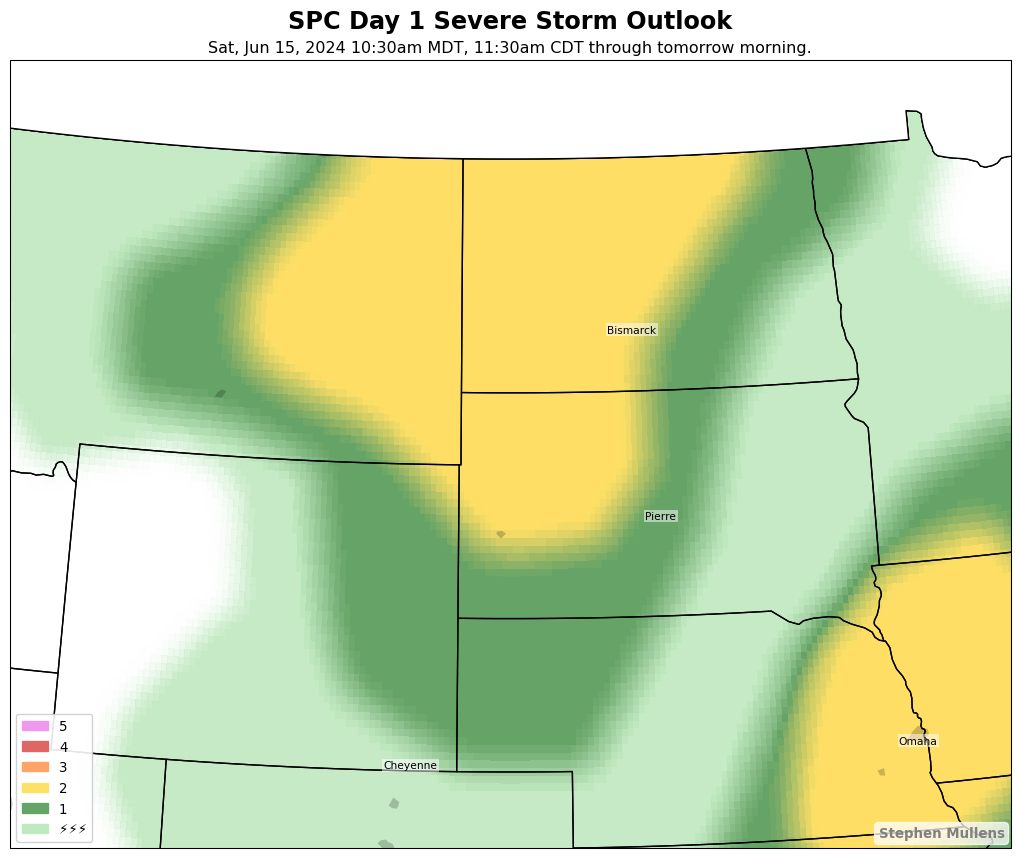 SPC Day 1 Severe Storm Outlook
Sat, Jun 15, 2024 10:30am MDT, 11:30am CDT through tomorrow morning.
Bismarck
Pierre
Omaha
Cheyenne
5
4
3
2
1
⚡⚡⚡
Stephen Mullens